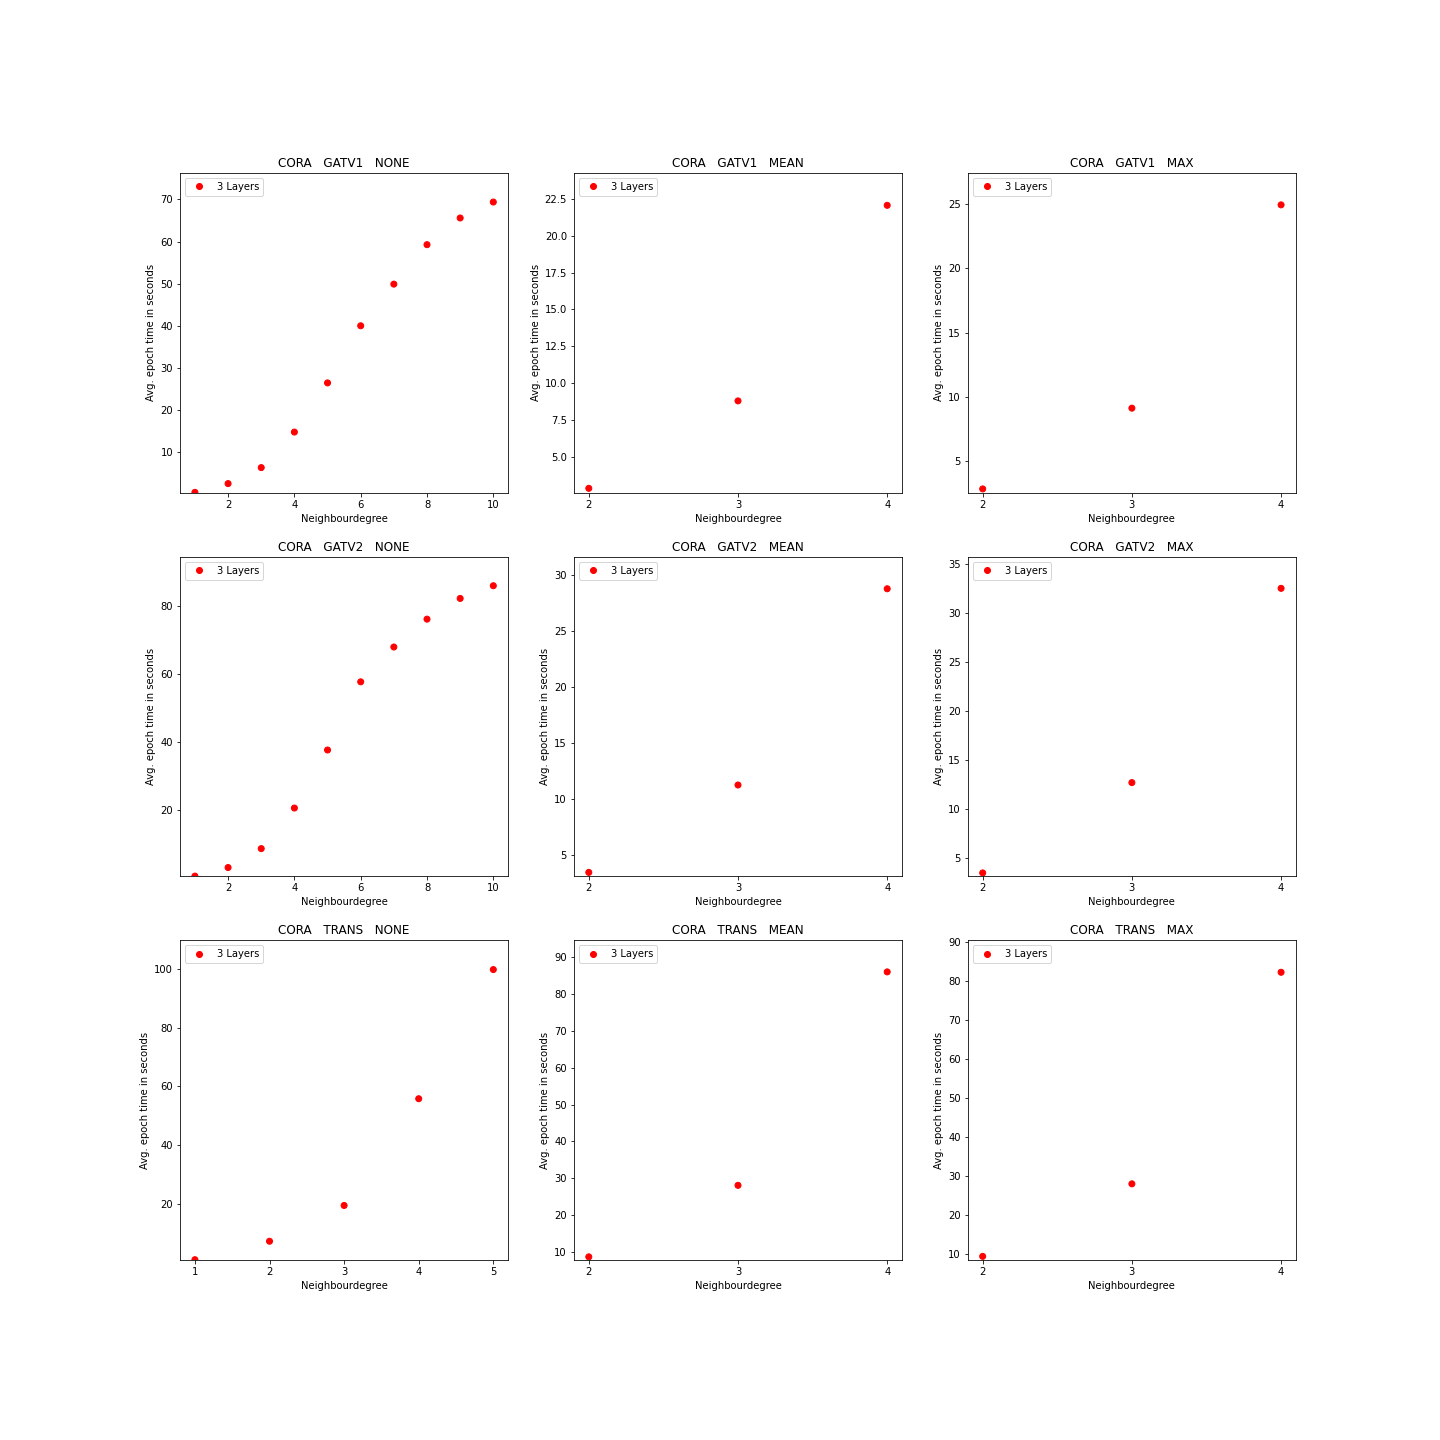 CORA GATV1 NONE
3 Layers
70
60
50
40
30
20
10
Avg. epoch time in seconds
2 4 6 8 10
Neighbourdegree
CORA GATV1 MEAN
3 Layers
22.5
20.0
17.5
15.0
12.5
10.0
7.5
5.0
Avg. epoch time in seconds
2 3 4
Neighbourdegree
CORA GATV1 MAX
3 Layers
25
20
15
10
5
Avg. epoch time in seconds
2 3 4
Neighbourdegree
CORA GATV2 NONE
3 Layers
80
60
40
20
Avg. epoch time in seconds
2 4 6 8 10
Neighbourdegree
CORA GATV2 MEAN
3 Layers
30
25
20
15
10
5
Avg. epoch time in seconds
2 3 4
Neighbourdegree
CORA GATV2 MAX
3 Layers
35
30
25
20
15
10
5
Avg. epoch time in seconds
2 3 4
Neighbourdegree
CORA TRANS NONE
3 Layers
100
80
60
40
20
Avg. epoch time in seconds
1 2 3 4 5
Neighbourdegree
CORA TRANS MEAN
3 Layers
90
80
70
60
50
40
30
20
10
Avg. epoch time in seconds
2 3 4
Neighbourdegree
CORA TRANS MAX
3 Layers
90
80
70
60
50
40
30
20
10
Avg. epoch time in seconds
2 3 4
Neighbourdegree